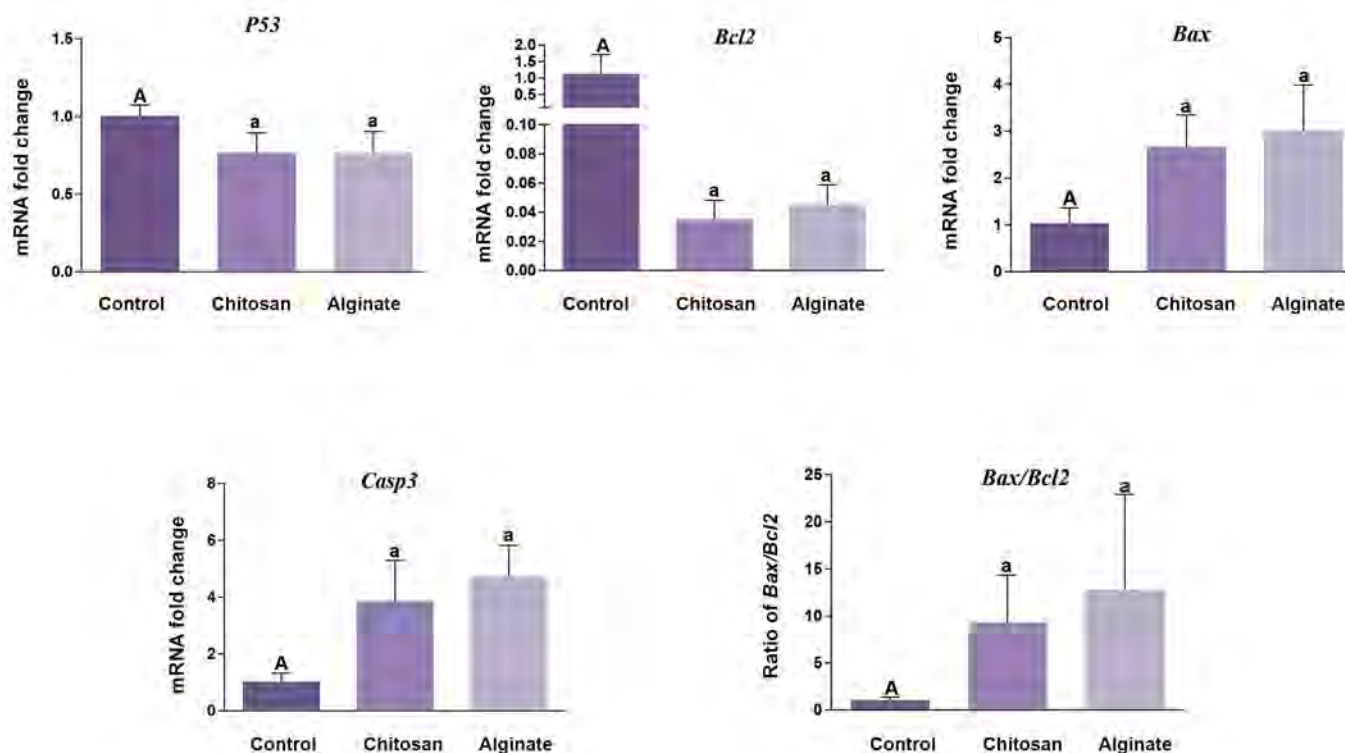 P53
mRNA fold change
1.5
1.0
0.5
0.0
A
a
a
Control Chitosan Alginate
Bcl2
mRNA fold change
2.0
1.5
1.0
0.5
0.10
0.08
0.06
0.04
0.02
0.00
A
a
a
Control Chitosan Alginate
Bax
mRNA fold change
5
4
3
2
1
0
A
a
a
Control Chitosan Alginate
Casp3
mRNA fold change
8
6
4
2
0
A
a
a
Control Chitosan Alginate
Bax/Bcl2
Ratio of Bax/Bcl2
25
20
15
10
5
0
A
a
a
Control Chitosan Alginate